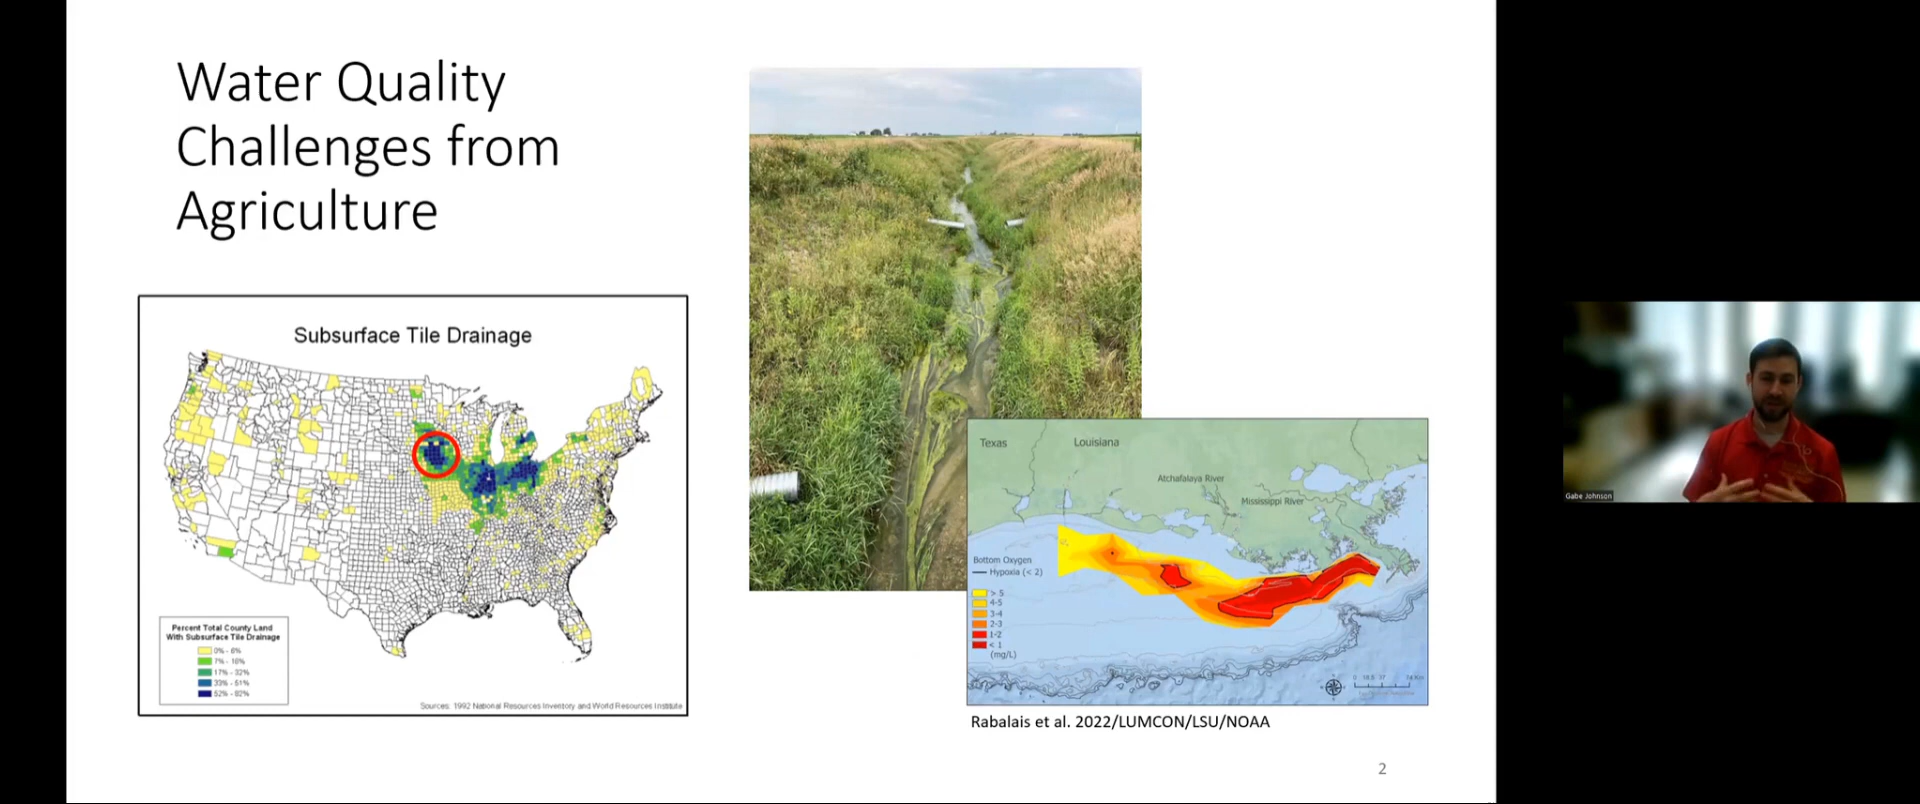 Water Quality
Challenges from
Agriculture
Subsurface Tile Drainage
Percent Total County Land
With Subsurface Tile Drainage
0% - 6%
7% - 16%
17% - 32%
33% - 51%
52% - 82%
Sources: 1992 National Resources Inventory and World Resources Institute
Texas
Louisiana
Atchafalaya River
Mississippi River
Bottom Oxygen
Hypoxia (< 2)
> 5
4-5
3-4
2-3
1-2
< 1
(mg/L)
Rabalais et al. 2022/LUMCON/LSU/NOAA
2
Gabe Johnson